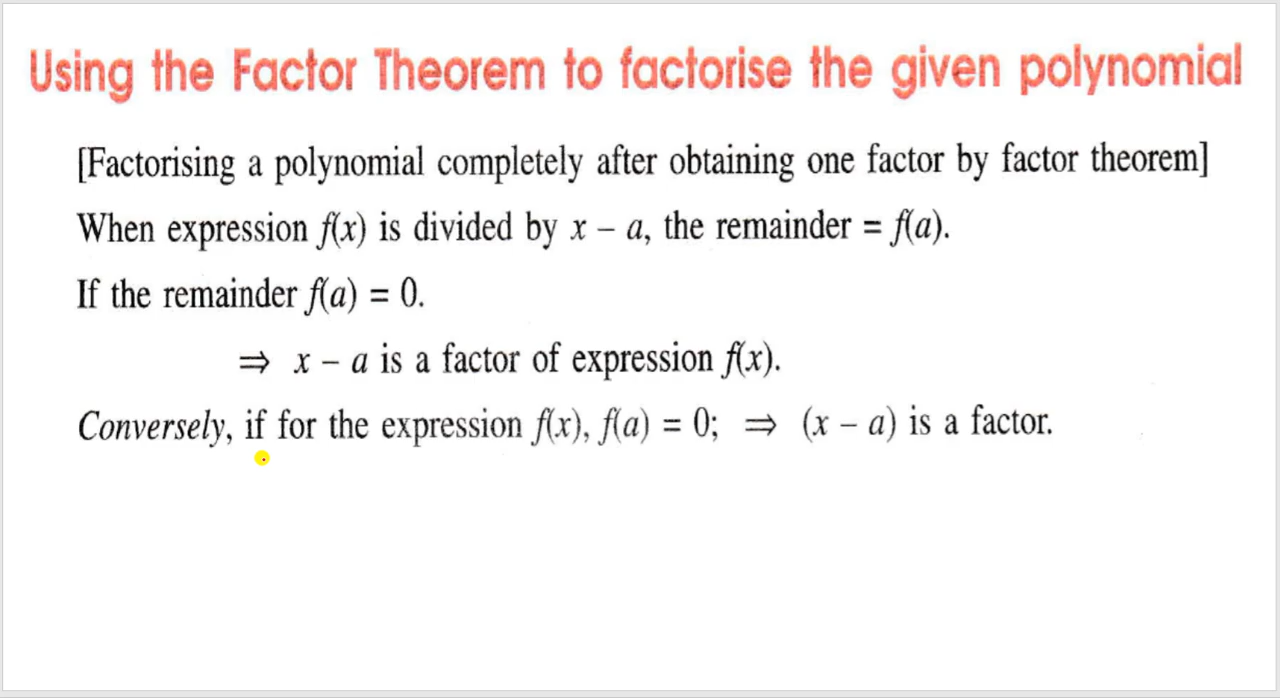 Using the Factor Theorem to factorise the given polynomial
[Factorising a polynomial completely after obtaining one factor by factor theorem]
When expression f(x) is divided by x – a, the remainder = f(a).
If the remainder f(a) = 0.
⇒ x – a is a factor of expression f(x).
Conversely, if for the expression f(x), f(a) = 0; ⇒ (x – a) is a factor.